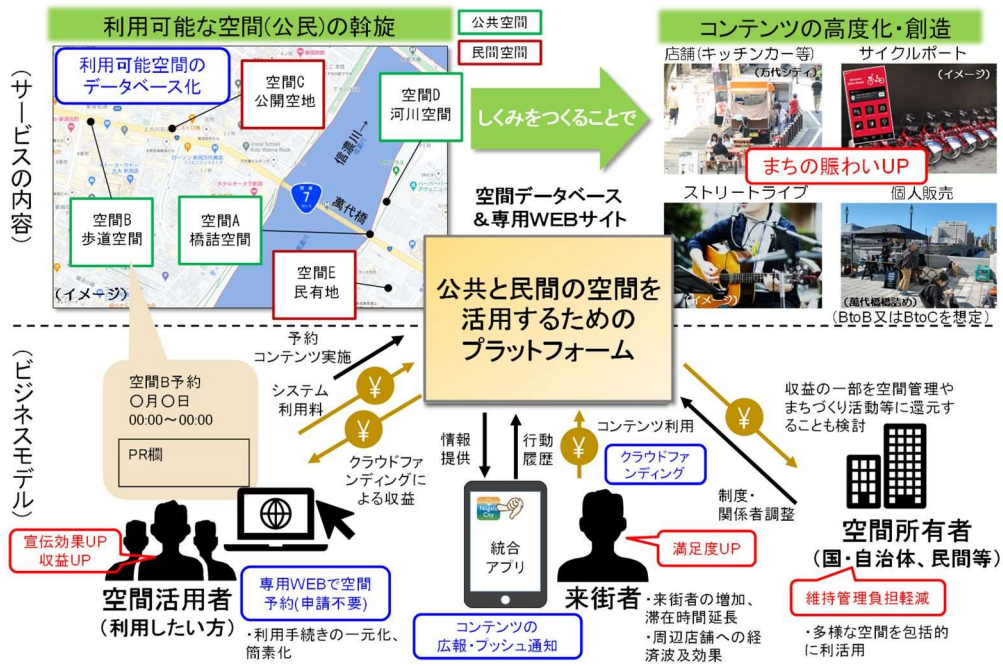 利用可能な空間(公民)の斡旋
公共空間
民間空間
コンテンツの高度化・創造
(サービスの内容)
利用可能空間の
データベース化
空間C
公開空地
空間D
河川空間
信濃川→
萬代橋
7
空間B
歩道空間
空間A
橋詰空間
空間E
民有地
(イメージ)
しくみをつくることで
店舗(キッチンカー等)
(万代シティ)
サイクルポート
(イメージ)
まちの賑わいUP
ストリートライブ
(イメージ)
個人販売
(萬代橋橋詰め)
(BtoB又はBtoCを想定)
空間データベース
&専用WEBサイト
公共と民間の空間を
活用するための
プラットフォーム
(ビジネスモデル)
空間B予約
〇月〇日
00:00~00:00
PR欄
予約
コンテンツ実施
システム
利用料
¥
¥
クラウドファ
ンディングによる収益
情報
提供
行動
履歴
¥
コンテンツ利用
クラウドファ
ンディング
¥
収益の一部を空間管理や
まちづくり活動等に還元す
ることも検討
制度・
関係者調整
宣伝効果UP
収益UP
空間活用者
(利用したい方)
専用WEBで空間
予約(申請不要)
・利用手続きの一元化、
簡素化
Niigata
City
統合
アプリ
コンテンツの
広報・プッシュ通知
満足度UP
来街者
・来街者の増加、
滞在時間延長
・周辺店舗への経
済波及効果
空間所有者
(国・自治体、民間等)
維持管理負担軽減
・多様な空間を包括的
に利活用